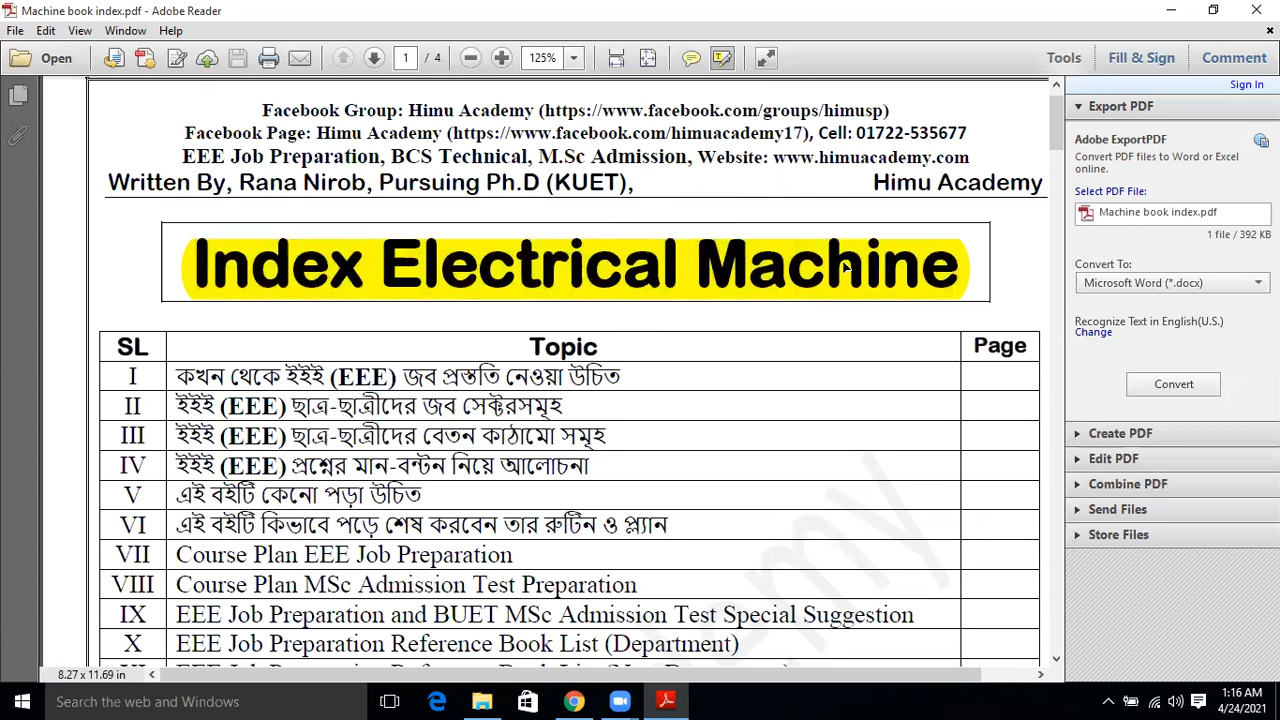 Machine book index.pdf - Adobe Reader
File Edit View Window Help
Open 1 / 4 125% Tools Fill & Sign Comment
Sign In
Facebook Group: Himu Academy (https://www.facebook.com/groups/himusp)
Facebook Page: Himu Academy (https://www.facebook.com/himuacademy17), Cell: 01722-535677
EEE Job Preparation, BCS Technical, M.Sc Admission, Website: www.himuacademy.com
Written By, Rana Nirob, Pursuing Ph.D (KUET), Himu Academy
Index Electrical Machine
SL Topic Page
I কখন থেকে ইইই (EEE) জব প্রস্ততি নেওয়া উচিত
II ইইই (EEE) ছাত্র-ছাত্রীদের জব সেক্টরসমূহ
III ইইই (EEE) ছাত্র-ছাত্রীদের বেতন কাঠামো সমূহ
IV ইইই (EEE) প্রশ্নের মান-বন্টন নিয়ে আলোচনা
V এই বইটি কেনো পড়া উচিত
VI এই বইটি কিভাবে পড়ে শেষ করবেন তার রুটিন ও প্ল্যান
VII Course Plan EEE Job Preparation
VIII Course Plan MSc Admission Test Preparation
IX EEE Job Preparation and BUET MSc Admission Test Special Suggestion
X EEE Job Preparation Reference Book List (Department)
8.27 x 11.69 in
Export PDF
Adobe ExportPDF
Convert PDF files to Word or Excel
online.
Select PDF File:
Machine book index.pdf
1 file / 392 KB
Convert To:
Microsoft Word (*.docx)
Recognize Text in English(U.S.)
Change
Convert
Create PDF
Edit PDF
Combine PDF
Send Files
Store Files
Search the web and Windows
1:16 AM
4/24/2021